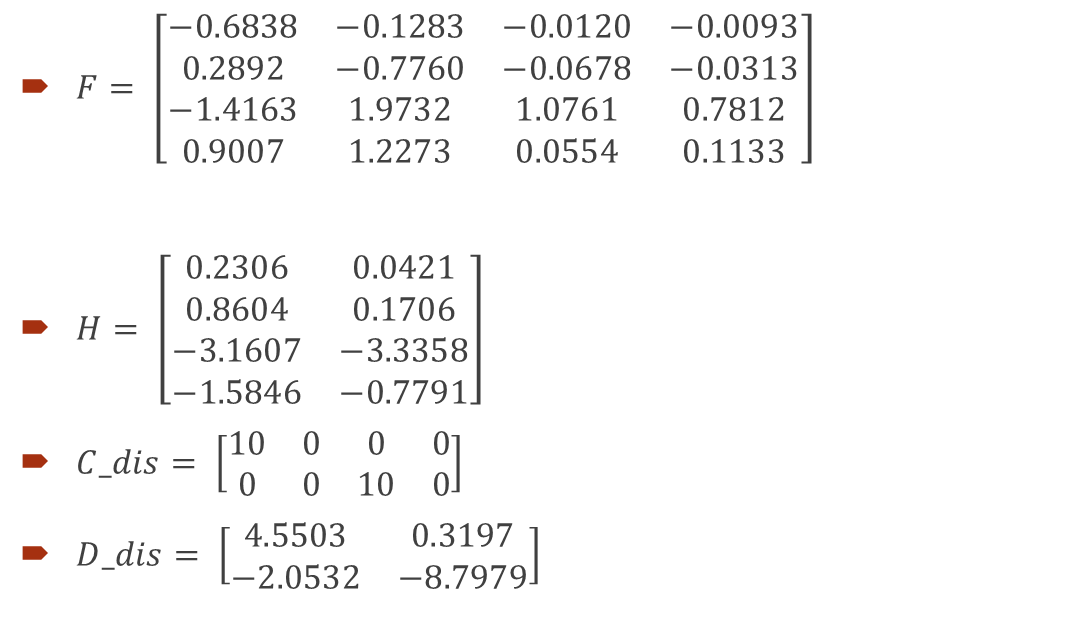 −0.6838 −0.1283 −0.0120 −0.0093
0.2892 −0.7760 −0.0678 −0.0313
F =
−1.4163 1.9732 1.0761 0.7812
0.9007 1.2273 0.0554 0.1133
0.2306 0.0421
0.8604 0.1706
H =
−3.1607 −3.3358
−1.5846 −0.7791
10 0 0 0
C_dis =
0 0 10 0
4.5503 0.3197
D_dis =
−2.0532 −8.7979